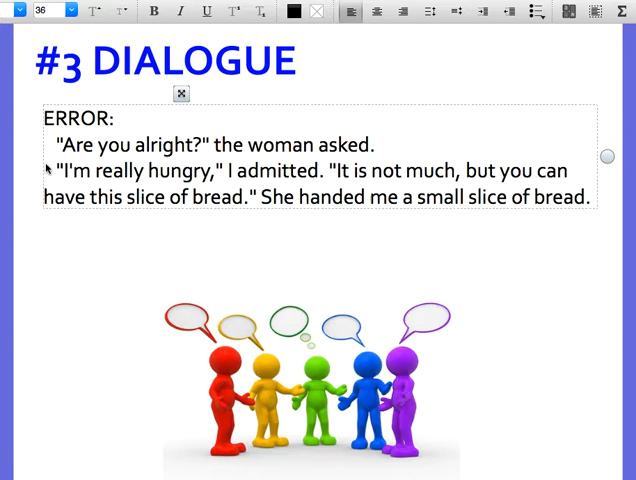 36
B I U T T
#3 DIALOGUE
ERROR:
"Are you alright?" the woman asked.
"I'm really hungry," I admitted. "It is not much, but you can
have this slice of bread." She handed me a small slice of bread.